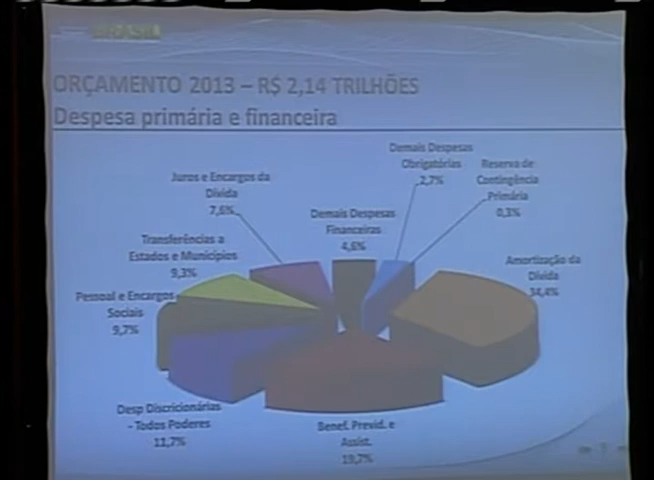 BRASIL
ORÇAMENTO 2013 – R$ 2,14 TRILHÕES
Despesa primária e financeira
Demais Despesas
Obrigatórias
2,7%
Reserva de
Contingência
Primária
0,3%
Juros e Encargos da
Dívida
7,6%
Demais Despesas
Financeiras
4,6%
Transferências a
Estados e Municípios
9,3%
Amortização da
Dívida
34,4%
Pessoal e Encargos
Sociais
9,7%
Desp Discricionárias
- Todos Poderes
11,7%
Benef. Previd. e
Assist.
19,7%